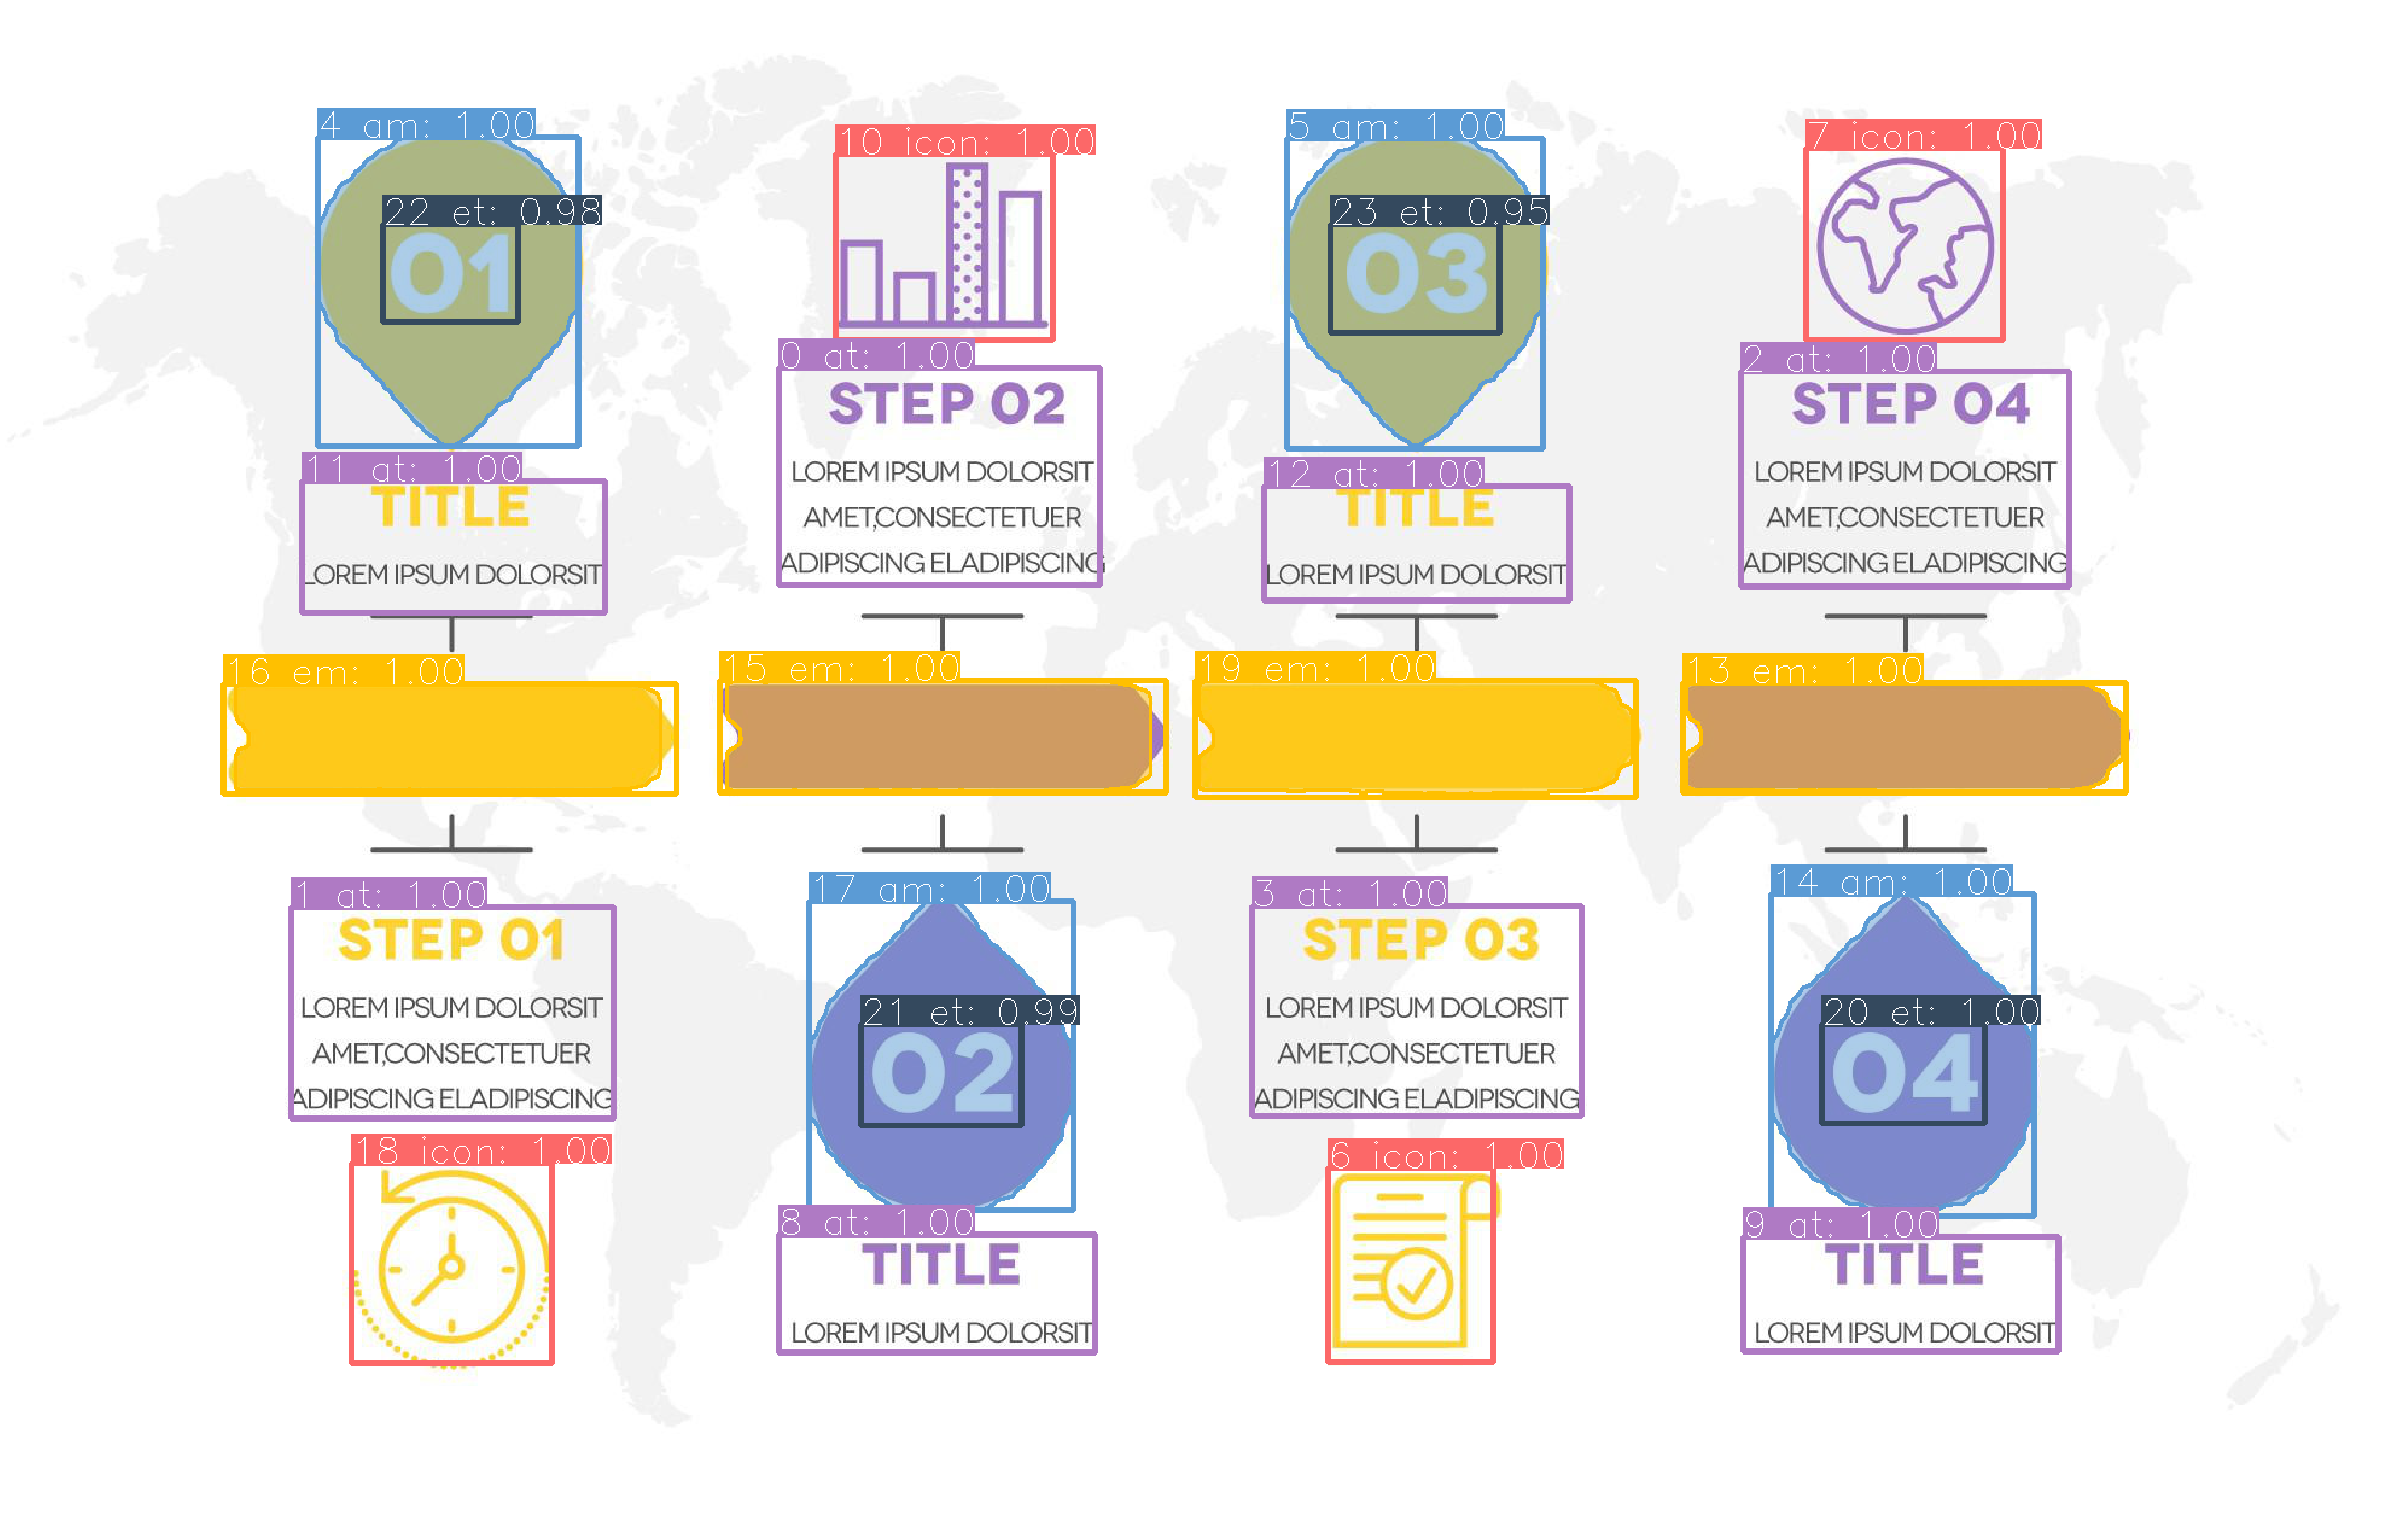 4 am: 1.00
22 et: 0.98
01
11 at: 1.00
TITLE
LOREM IPSUM DOLORSIT
10 icon: 1.00
0 at: 1.00
STEP 02
LOREM IPSUM DOLORSIT
AMET,CONSECTETUER
ADIPISCING ELADIPISCING
5 am: 1.00
23 et: 0.95
03
12 at: 1.00
TITLE
LOREM IPSUM DOLORSIT
7 icon: 1.00
2 at: 1.00
STEP 04
LOREM IPSUM DOLORSIT
AMET,CONSECTETUER
ADIPISCING ELADIPISCING
16 em: 1.00
15 em: 1.00
19 em: 1.00
13 em: 1.00
1 at: 1.00
STEP 01
LOREM IPSUM DOLORSIT
AMET,CONSECTETUER
ADIPISCING ELADIPISCING
18 icon: 1.00
17 am: 1.00
21 et: 0.99
02
8 at: 1.00
TITLE
LOREM IPSUM DOLORSIT
3 at: 1.00
STEP 03
LOREM IPSUM DOLORSIT
AMET,CONSECTETUER
ADIPISCING ELADIPISCING
6 icon: 1.00
14 am: 1.00
20 et: 1.00
04
9 at: 1.00
TITLE
LOREM IPSUM DOLORSIT